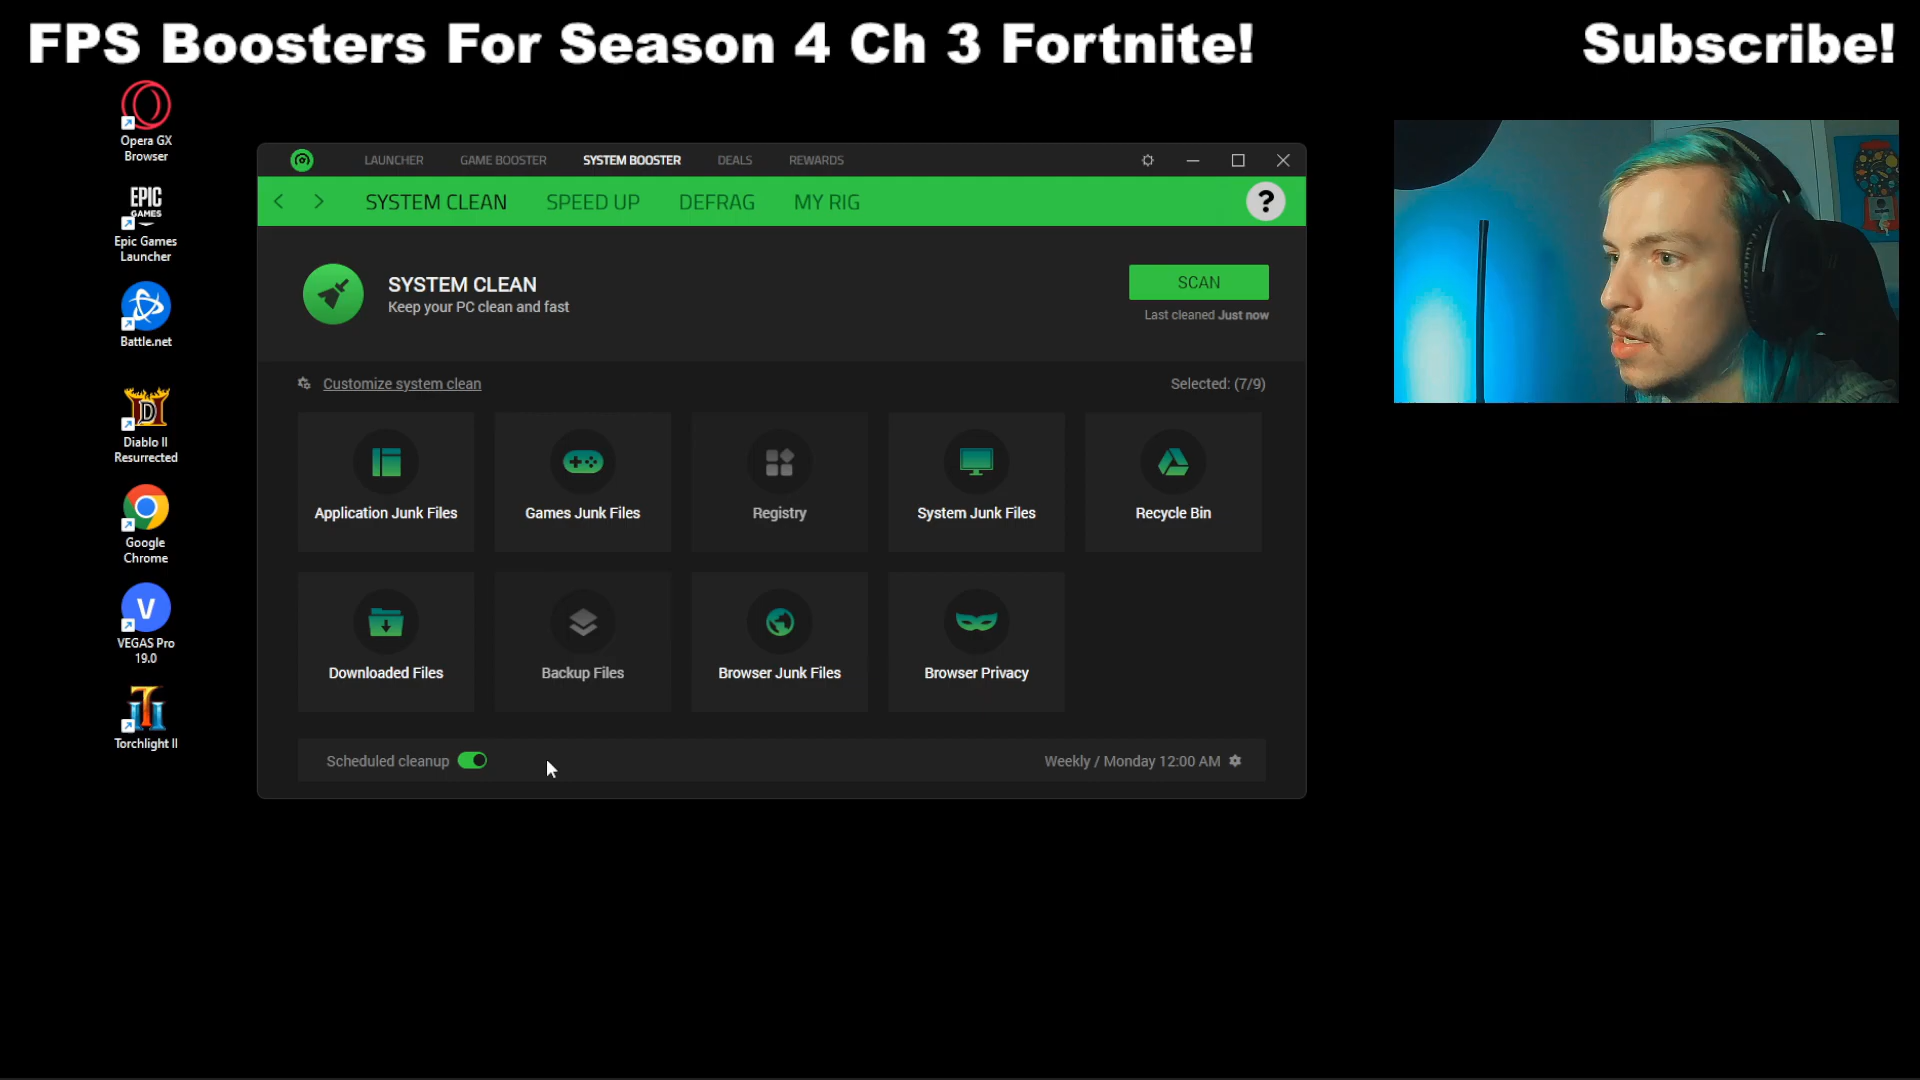 FPS Boosters For Season 4 Ch 3 Fortnite!
Subscribe!
Opera GX
Browser
EPIC
GAMES
Epic Games
Launcher
Battle.net
Diablo II
Resurrected
Google
Chrome
V
VEGAS Pro
19.0
Torchlight II
LAUNCHER
GAME BOOSTER
SYSTEM BOOSTER
DEALS
REWARDS
SYSTEM CLEAN
SPEED UP
DEFRAG
MY RIG
?
SYSTEM CLEAN
Keep your PC clean and fast
SCAN
Last cleaned Just now
Customize system clean
Selected: (7/9)
Application Junk Files
Games Junk Files
Registry
System Junk Files
Recycle Bin
Downloaded Files
Backup Files
Browser Junk Files
Browser Privacy
Scheduled cleanup
Weekly / Monday 12:00 AM